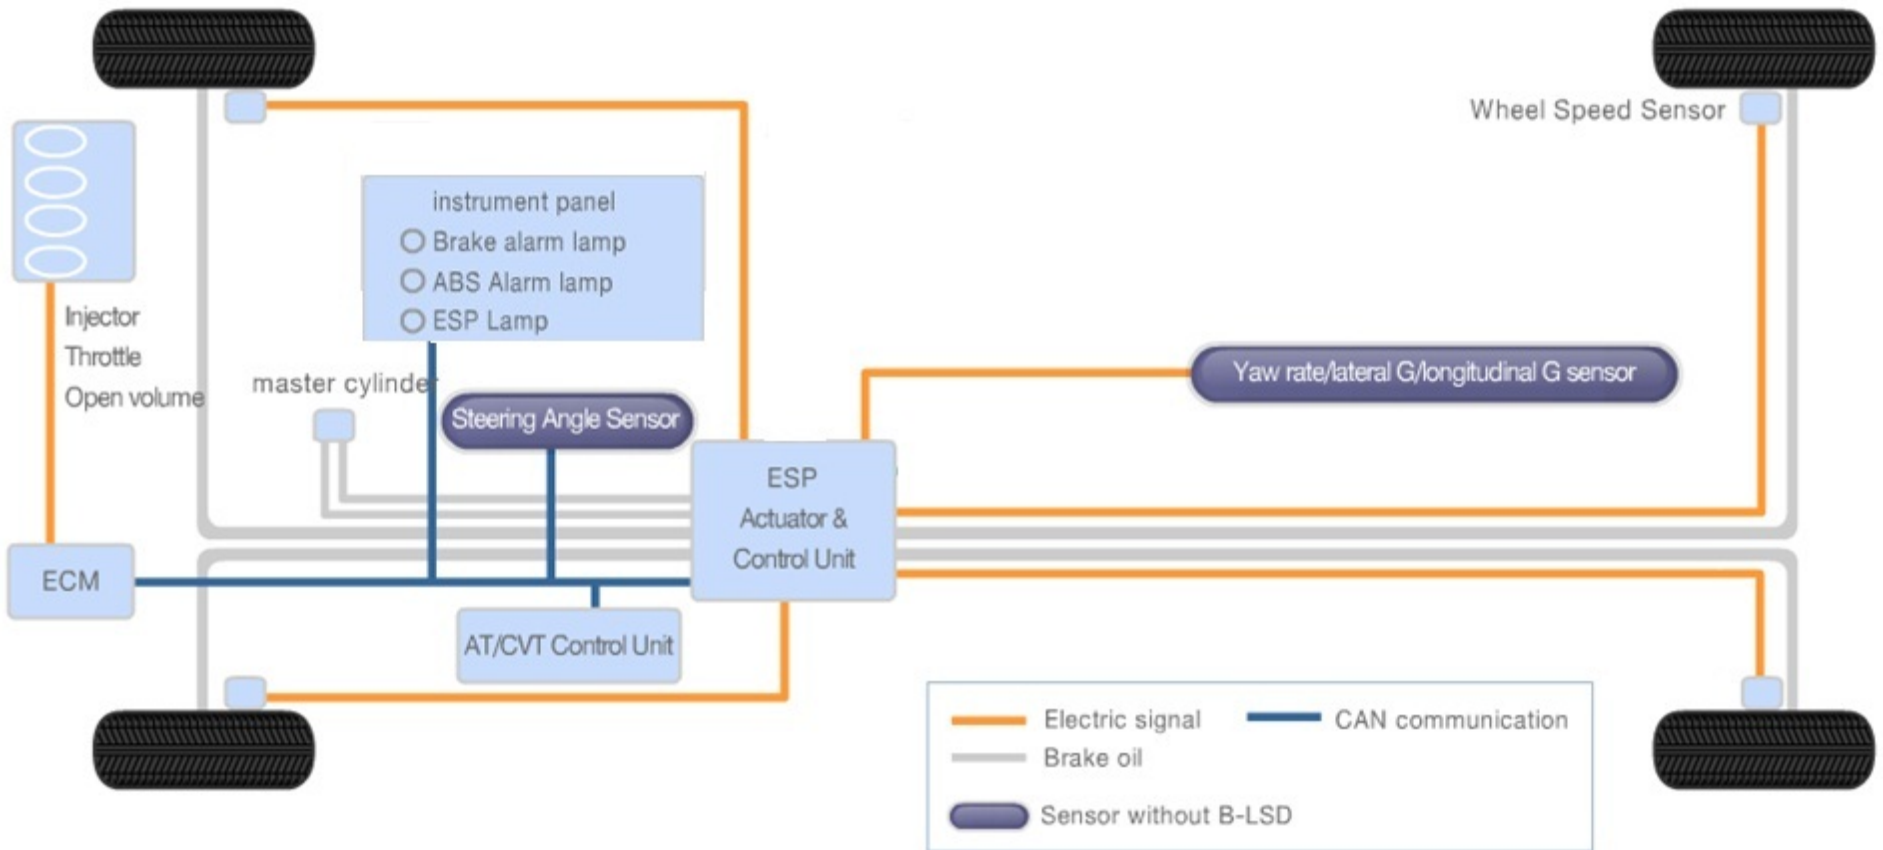 Wheel Speed Sensor
instrument panel
Brake alarm lamp
ABS Alarm lamp
ESP Lamp
Injector
Throttle
Open volume
master cylinder
Steering Angle Sensor
Yaw rate/lateral G/longitudinal G sensor
ESP
Actuator &
Control Unit
ECM
AT/CVT Control Unit
Electric signal
CAN communication
Brake oil
Sensor without B-LSD